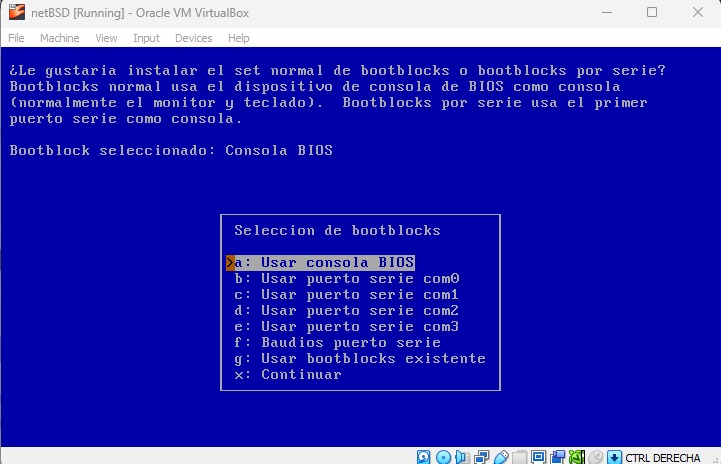 netBSD [Running] - Oracle VM VirtualBox
File Machine View Input Devices Help
¿Le gustaria instalar el set normal de bootblocks o bootblocks por serie?
Bootblocks normal usa el dispositivo de consola de BIOS como consola
(normalmente el monitor y teclado). Bootblocks por serie usa el primer
puerto serie como consola.
Bootblock seleccionado: Consola BIOS
Seleccion de bootblocks
>a: Usar consola BIOS
b: Usar puerto serie com0
c: Usar puerto serie com1
d: Usar puerto serie com2
e: Usar puerto serie com3
f: Baudios puerto serie
g: Usar bootblocks existente
x: Continuar
CTRL DERECHA